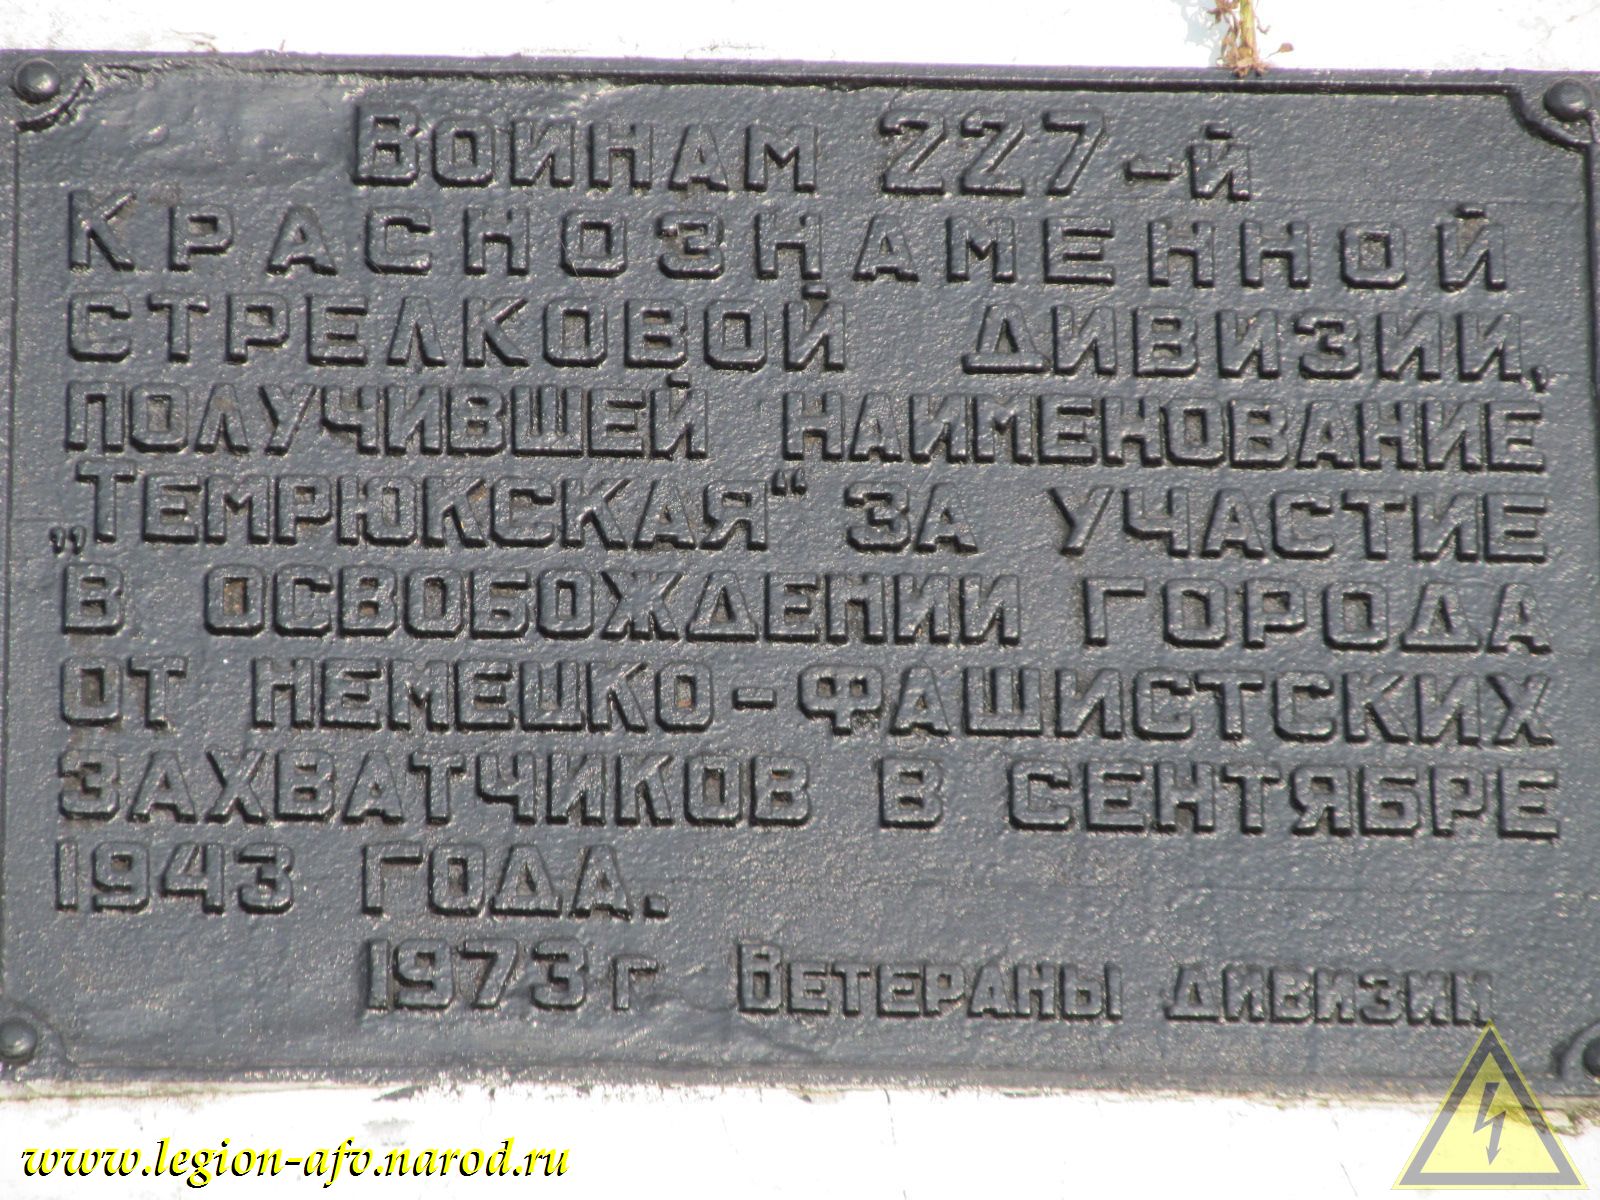 Воинам 227-й
Краснознаменной
стрелковой дивизии,
получившей наименование
„Темрюкская“ за участие
в освобождении города
от немецко-фашистских
захватчиков в сентябре
1943 года.
1973 г Ветераны дивизии
www.legion-afv.narod.ru